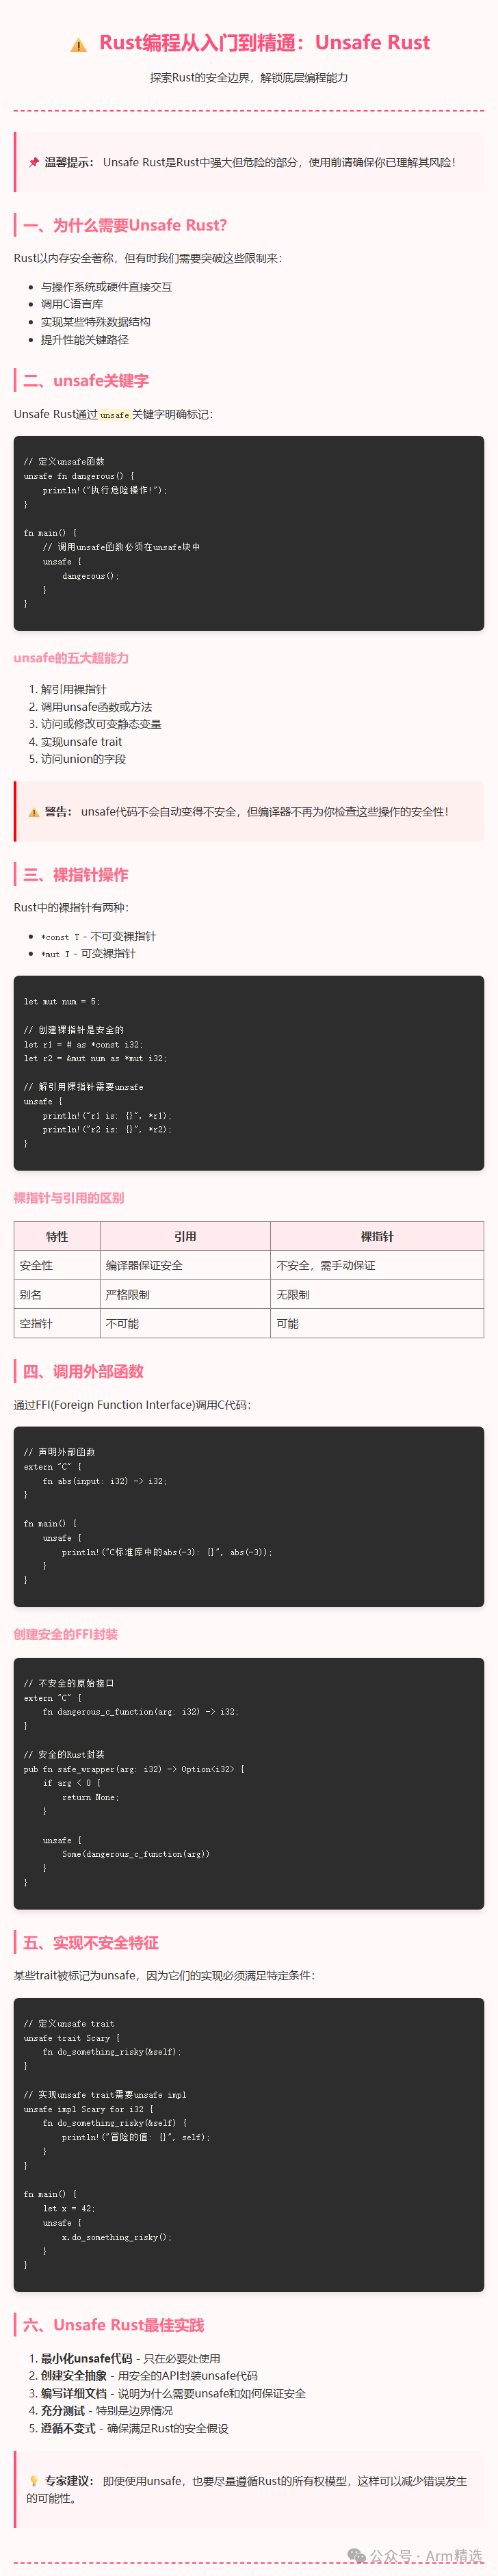 ⚠️ Rust编程从入门到精通：Unsafe Rust
探索Rust的安全边界，解锁底层编程能力
📌 温馨提示： Unsafe Rust是Rust中强大但危险的部分，使用前请确保你已理解其风险！
一、为什么需要Unsafe Rust？
Rust以内存安全著称，但有时我们需要突破这些限制来：
• 与操作系统或硬件直接交互
• 调用C语言库
• 实现某些特殊数据结构
• 提升性能关键路径
二、unsafe关键字
Unsafe Rust通过unsafe关键字明确标记：
// 定义unsafe函数
unsafe fn dangerous() {
    println!("执行危险操作!");
}
fn main() {
    // 调用unsafe函数必须在unsafe块中
    unsafe {
        dangerous();
    }
}
unsafe的五大超能力
1. 解引用裸指针
2. 调用unsafe函数或方法
3. 访问或修改可变静态变量
4. 实现unsafe trait
5. 访问union的字段
⚠️ 警告： unsafe代码不会自动变得不安全，但编译器不再为你检查这些操作的安全性！
三、裸指针操作
Rust中的裸指针有两种：
• *const T - 不可变裸指针
• *mut T - 可变裸指针
let mut num = 5;
// 创建裸指针是安全的
let r1 = # as *const i32;
let r2 = &mut num as *mut i32;
// 解引用裸指针需要unsafe
unsafe {
    println!("r1 is: {}", *r1);
    println!("r2 is: {}", *r2);
}
裸指针与引用的区别
特性 引用 裸指针
安全性 编译器保证安全 不安全，需手动保证
别名 严格限制 无限制
空指针 不可能 可能
四、调用外部函数
通过FFI(Foreign Function Interface)调用C代码：
// 声明外部函数
extern "C" {
    fn abs(input: i32) -> i32;
}
fn main() {
    unsafe {
        println!("C标准库中的abs(-3): {}", abs(-3));
    }
}
创建安全的FFI封装
// 不安全的原始接口
extern "C" {
    fn dangerous_c_function(arg: i32) -> i32;
}
// 安全的Rust封装
pub fn safe_wrapper(arg: i32) -> Option<i32> {
    if arg < 0 {
        return None;
    }
    unsafe {
        Some(dangerous_c_function(arg))
    }
}
五、实现不安全特征
某些trait被标记为unsafe，因为它们的实现必须满足特定条件：
// 定义unsafe trait
unsafe trait Scary {
    fn do_something_risky(&self);
}
// 实现unsafe trait需要unsafe impl
unsafe impl Scary for i32 {
    fn do_something_risky(&self) {
        println!("冒险的值: {}", self);
    }
}
fn main() {
    let x = 42;
    unsafe {
        x.do_something_risky();
    }
}
六、Unsafe Rust最佳实践
1. 最小化unsafe代码 - 只在必要处使用
2. 创建安全抽象 - 用安全的API封装unsafe代码
3. 编写详细文档 - 说明为什么需要unsafe和如何保证安全
4. 充分测试 - 特别是边界情况
5. 遵循不变式 - 确保满足Rust的安全假设
💡 专家建议： 即使使用unsafe，也要尽量遵循Rust的所有权模型，这样可以减少错误发生
的可能性。
公众号 · Arm精选